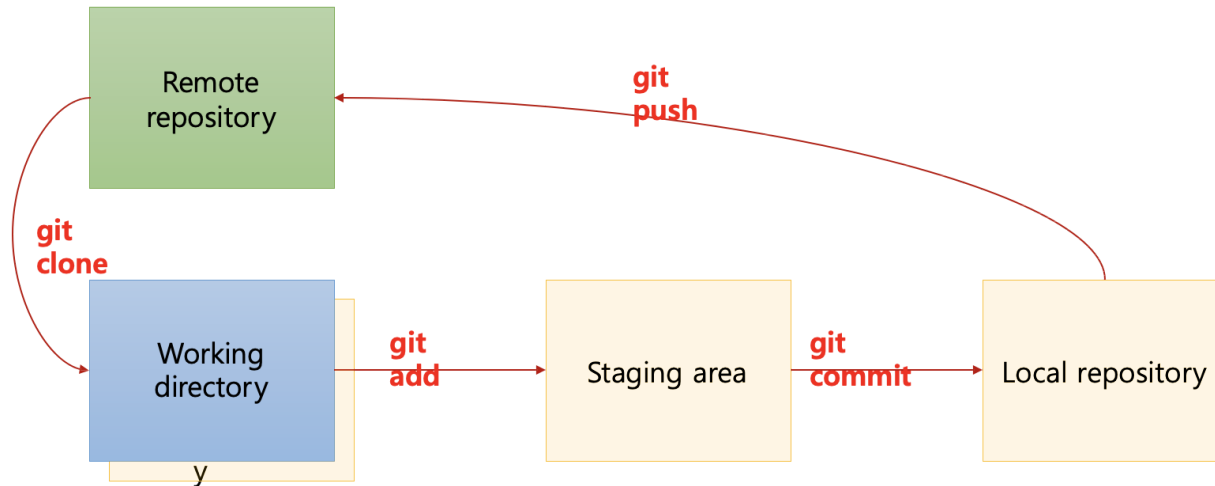 Remote
repository
git
push
git
clone
Working
directory
y
git
add
Staging area
git
commit
Local repository